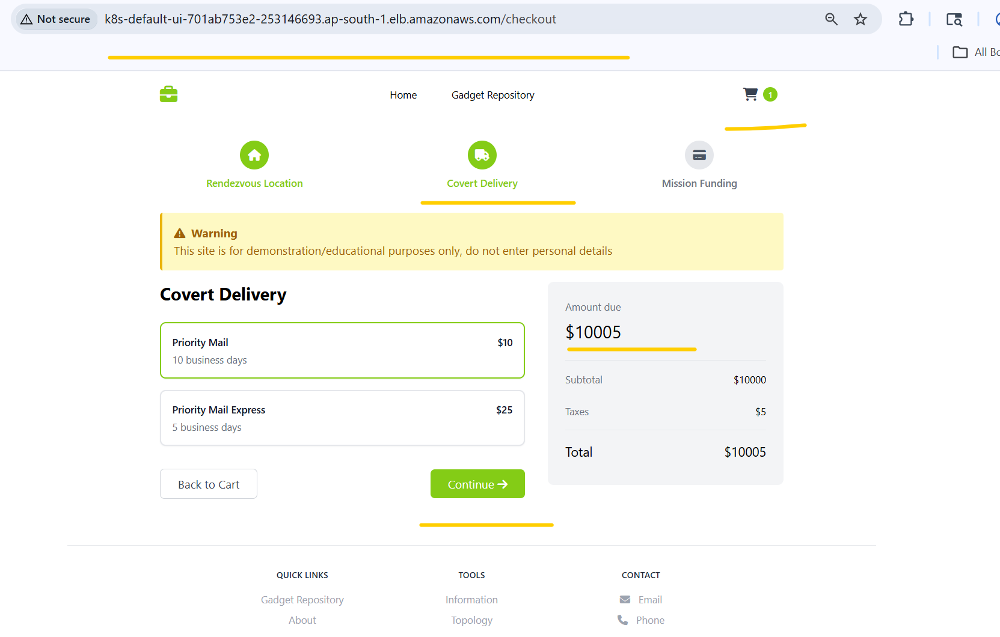 Not secure k8s-default-ui-701ab753e2-253146693.ap-south-1.elb.amazonaws.com/checkout
All Bo
Home Gadget Repository 1
Rendezvous Location Covert Delivery Mission Funding
Warning
This site is for demonstration/educational purposes only, do not enter personal details
Covert Delivery
Priority Mail $10
10 business days
Priority Mail Express $25
5 business days
Back to Cart Continue
Amount due
$10005
Subtotal $10000
Taxes $5
Total $10005
QUICK LINKS
Gadget Repository
About
TOOLS
Information
Topology
CONTACT
Email
Phone